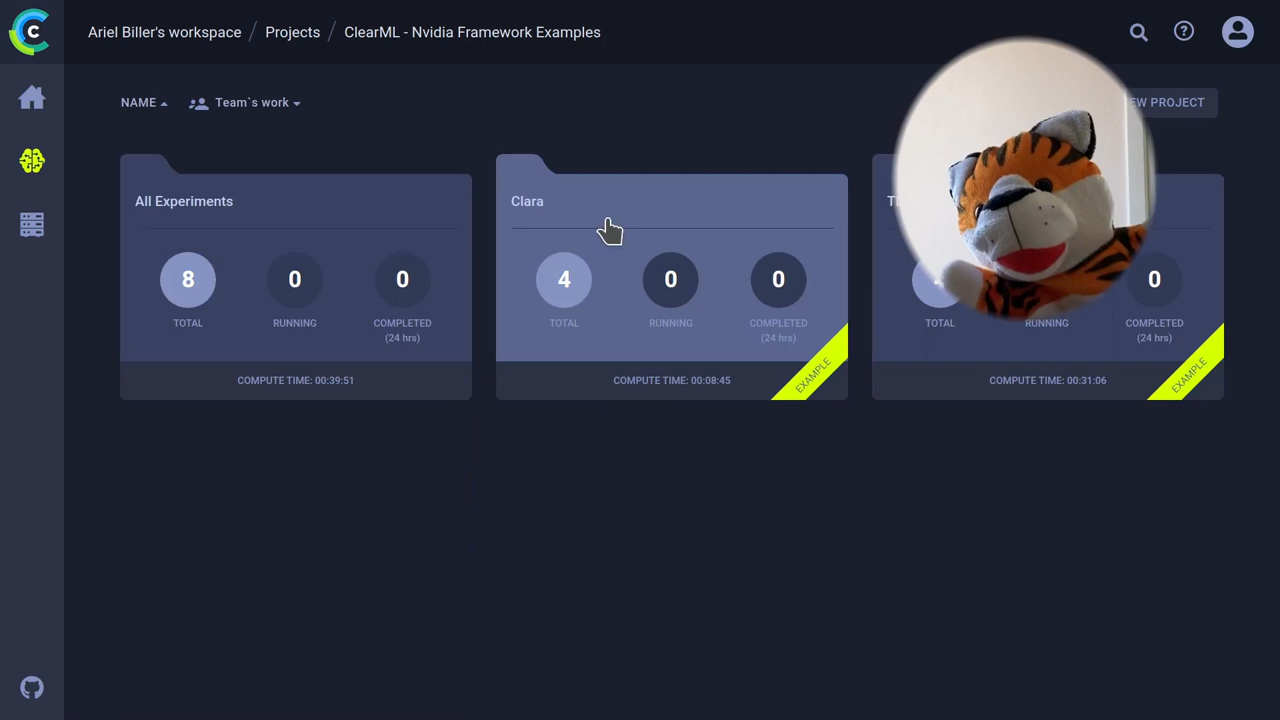 Ariel Biller's workspace / Projects / ClearML - Nvidia Framework Examples
NAME Team`s work
PROJECT
All Experiments
8 0 0
TOTAL RUNNING COMPLETED
(24 hrs)
COMPUTE TIME: 00:39:51
Clara
4 0 0
TOTAL RUNNING COMPLETED
(24 hrs)
COMPUTE TIME: 00:08:45
EXAMPLE
0
TOTAL RUNNING COMPLETED
(24 hrs)
COMPUTE TIME: 00:31:06
EXAMPLE